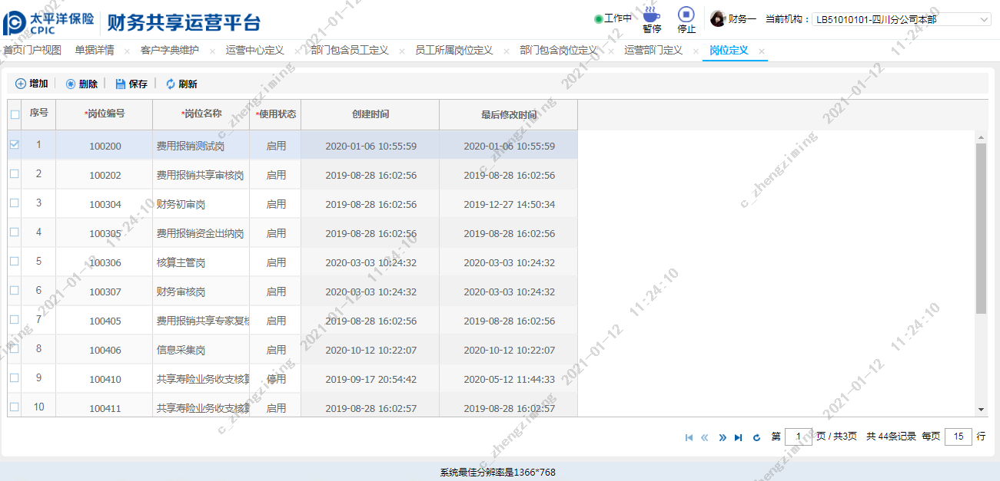 太平洋保险 CPIC 财务共享运营平台 工作中 暂停 停止 财务一 当前机构： LB51010101-四川分公司本部
首页门户视图 单据详情 × 客户字典维护 × 运营中心定义 × 部门包含员工定义 × 员工所属岗位定义 × 部门包含岗位定义 × 运营部门定义 × 岗位定义 ×
增加 删除 保存 刷新
序号 *岗位编号 *岗位名称 *使用状态 创建时间 最后修改时间
1 100200 费用报销测试岗 启用 2020-01-06 10:55:59 2020-01-06 10:55:59
2 100202 费用报销共享审核岗 启用 2019-08-28 16:02:56 2019-08-28 16:02:56
3 100304 财务初审岗 启用 2019-08-28 16:02:56 2019-12-27 14:50:34
4 100305 费用报销资金出纳岗 启用 2019-08-28 16:02:56 2019-08-28 16:02:56
5 100306 核算主管岗 启用 2020-03-03 10:24:32 2020-03-03 10:24:32
6 100307 财务审核岗 启用 2020-03-03 10:24:32 2020-03-03 10:24:32
7 100405 费用报销共享专家复核 启用 2019-08-28 16:02:56 2019-08-28 16:02:56
8 100406 信息采集岗 启用 2020-10-12 10:22:07 2020-10-12 10:22:07
9 100410 共享寿险业务收支核算 停用 2019-09-17 20:54:42 2020-05-12 11:44:33
10 100411 共享寿险业务收支核算 启用 2019-08-28 16:02:57 2019-08-28 16:02:57
第 1 页 / 共3页 共 44条记录 每页 15 行
系统最佳分辨率是1366*768
c_zhengziming 2021-01-12 11:24:10